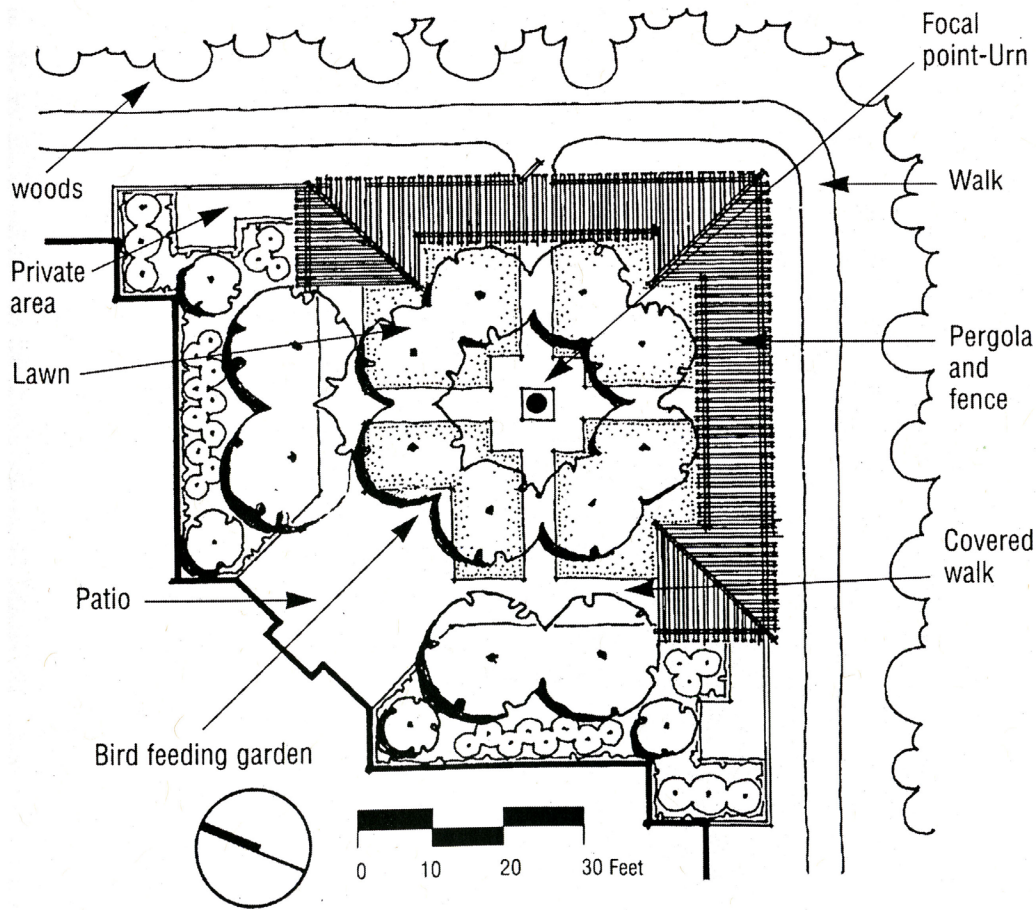 Focal
point-Urn
woods
Walk
Private
area
Pergola
and
fence
Lawn
Covered
walk
Patio
Bird feeding garden
0 10 20 30 Feet